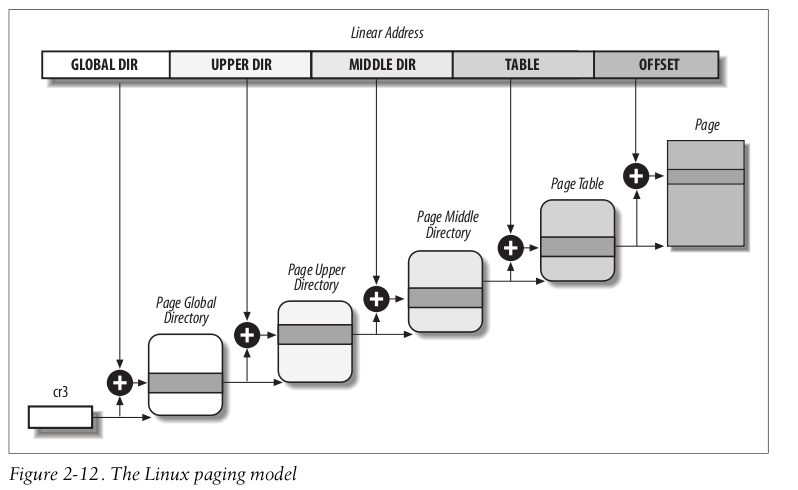 Linear Address
GLOBAL DIR
UPPER DIR
MIDDLE DIR
TABLE
OFFSET
Page
Page Table
Page Middle
Directory
Page Upper
Directory
Page Global
Directory
cr3
Figure 2-12. The Linux paging model